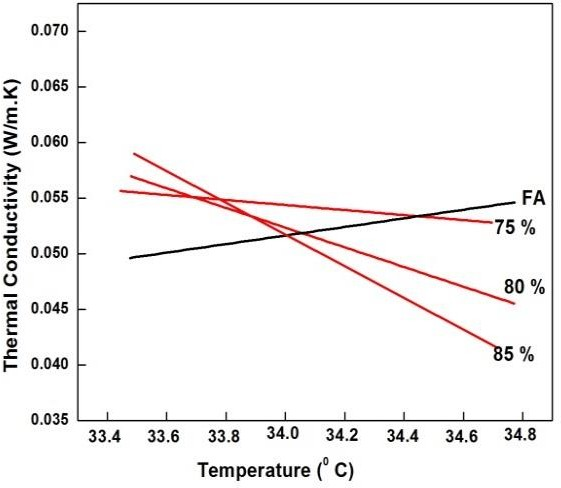 0.070
0.065
0.060
0.055
0.050
0.045
0.040
0.035
Thermal Conductivity (W/m.K)
FA
75 %
80 %
85 %
33.4 33.6 33.8 34.0 34.2 34.4 34.6 34.8
Temperature (⁰ C)